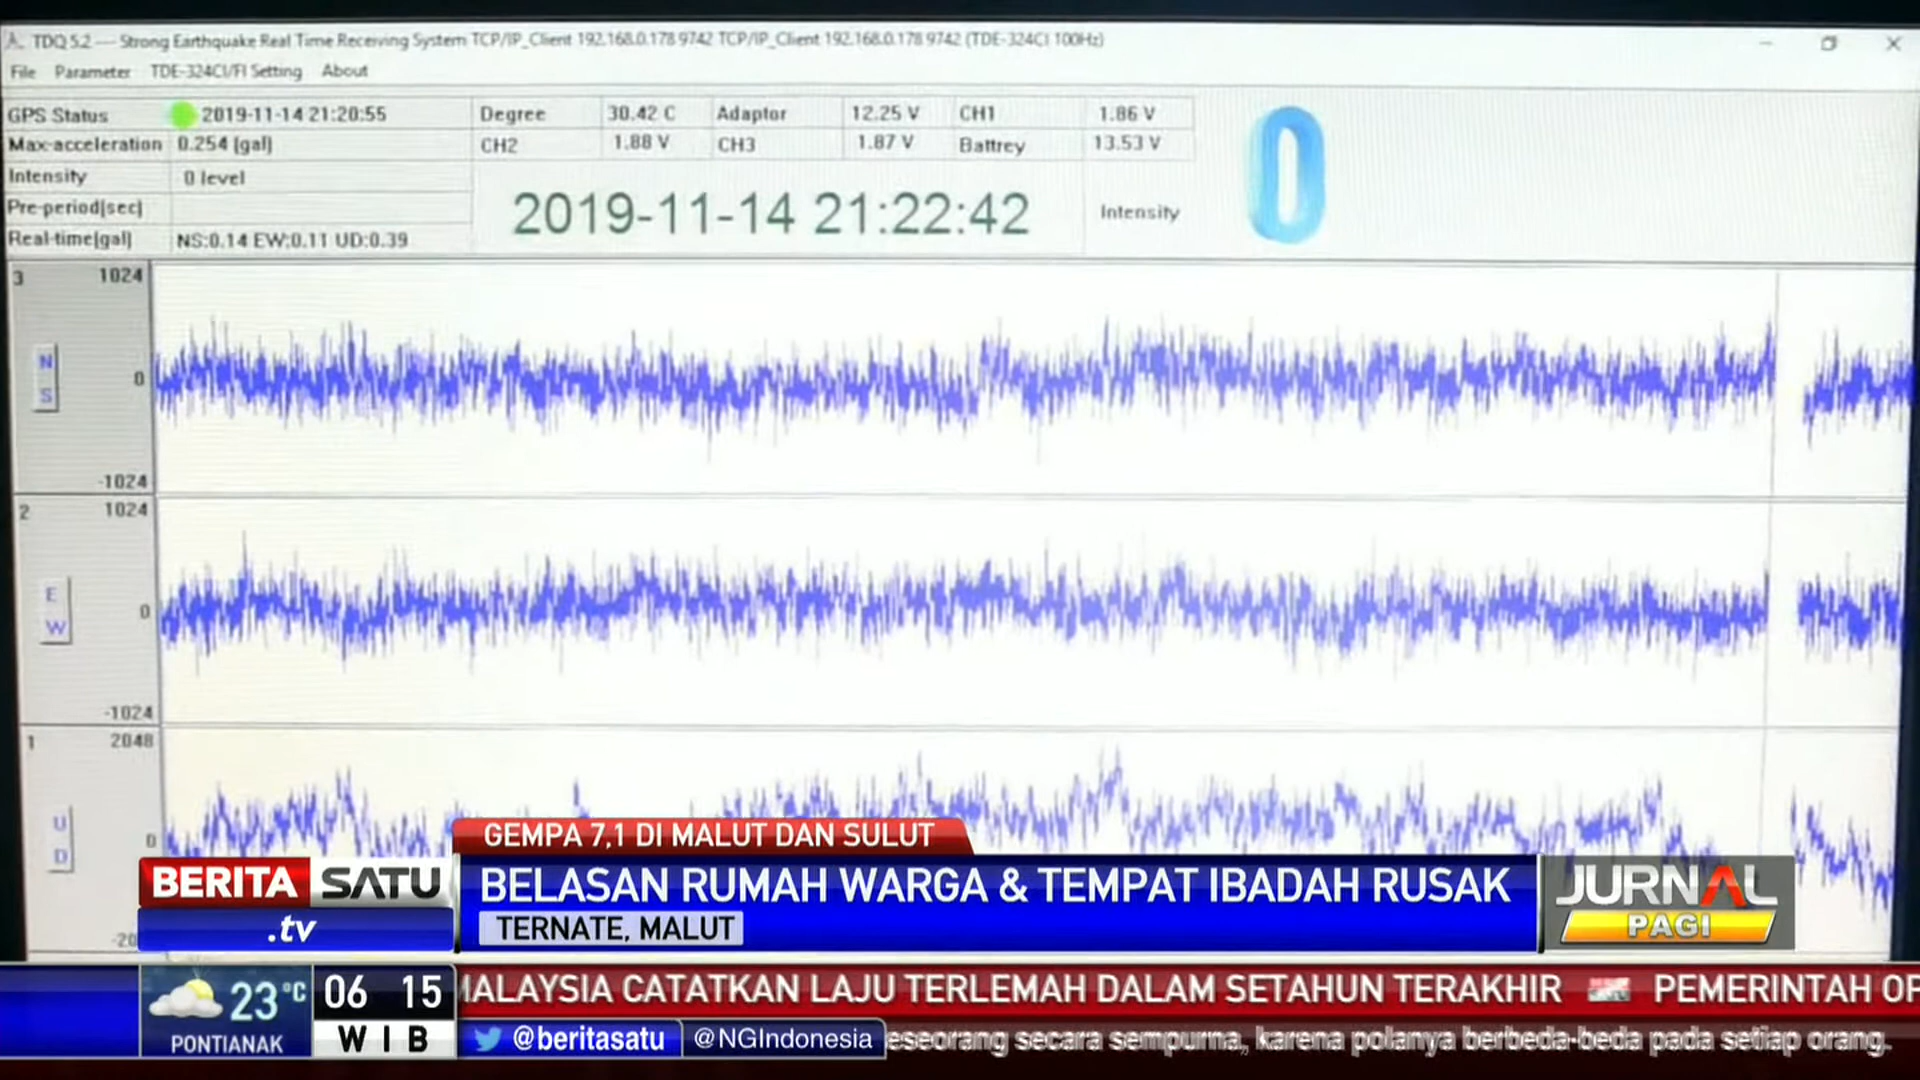 TDQ 5.2 --- Strong Earthquake Real Time Receiving System TCP/IP_Client 192.168.0.178 9742 TCP/IP_Client 192.168.0.178 9742 (TDE-324CI 100Hz)
File Parameter TDE-324CI/FI Setting About
GPS Status 2019-11-14 21:20:55 Degree 30.42 C Adaptor 12.25 V CH1 1.86 V
Max-acceleration 0.254 (gal) CH2 1.88 V CH3 1.87 V Battrey 13.53 V
Intensity 0 level
Pre-period(sec)
Real-time(gal) NS:0.14 EW:0.11 UD:0.39
2019-11-14 21:22:42
Intensity
0
3 1024
N
S
0
-1024
2 1024
E
W
0
-1024
1 2048
U
D
0
-20
GEMPA 7,1 DI MALUT DAN SULUT
BERITA SATU .tv
BELASAN RUMAH WARGA & TEMPAT IBADAH RUSAK
TERNATE, MALUT
JURNAL PAGI
23°C
PONTIANAK
06 15
WIB
MALAYSIA CATATKAN LAJU TERLEMAH DALAM SETAHUN TERAKHIR PEMERINTAH OP
@beritasatu @NGIndonesia eseorang secara sempurna, karena polanya berbeda-beda pada setiap orang.